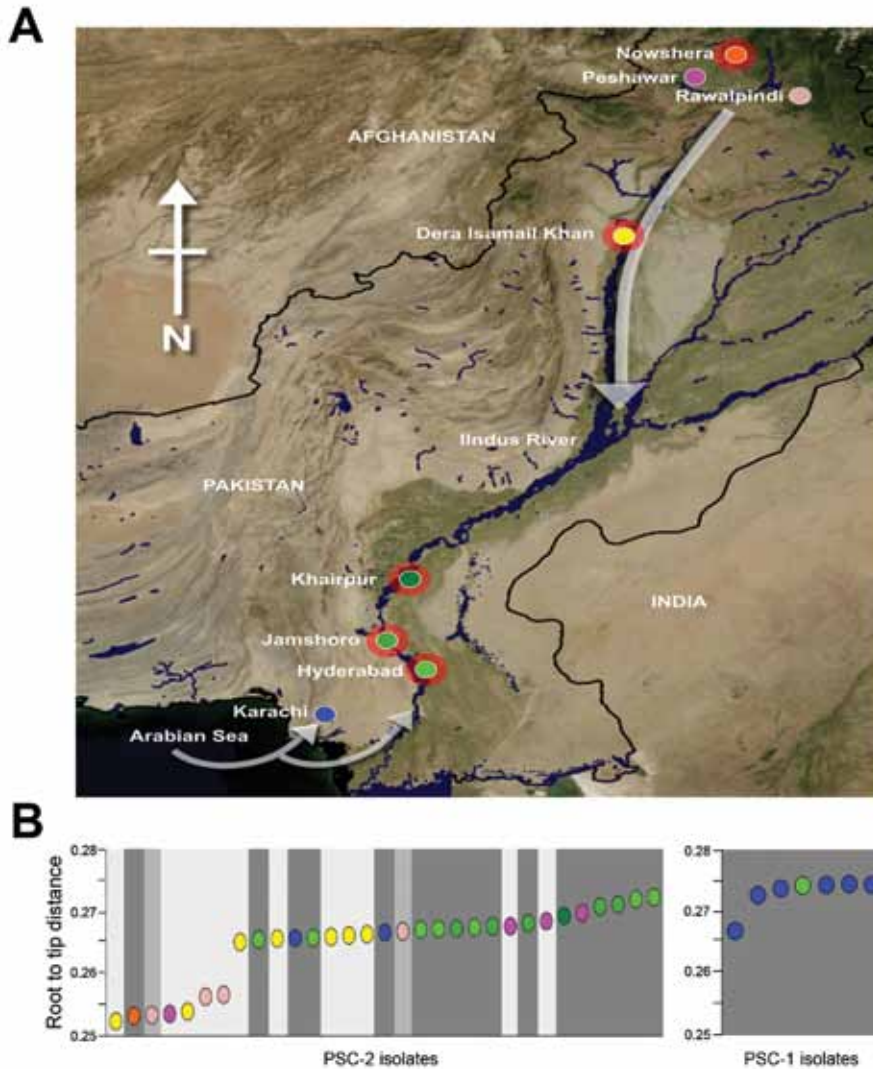 A
Nowshera
Peshawar
Rawalpindi
AFGHANISTAN
Dera Isamail Khan
N
IIndus River
PAKISTAN
Khairpur
INDIA
Jamshoro
Hyderabad
Karachi
Arabian Sea
B
Root to tip distance
0.28
0.27
0.26
0.25
PSC-2 isolates
0.28
0.27
0.26
0.25
PSC-1 isolates